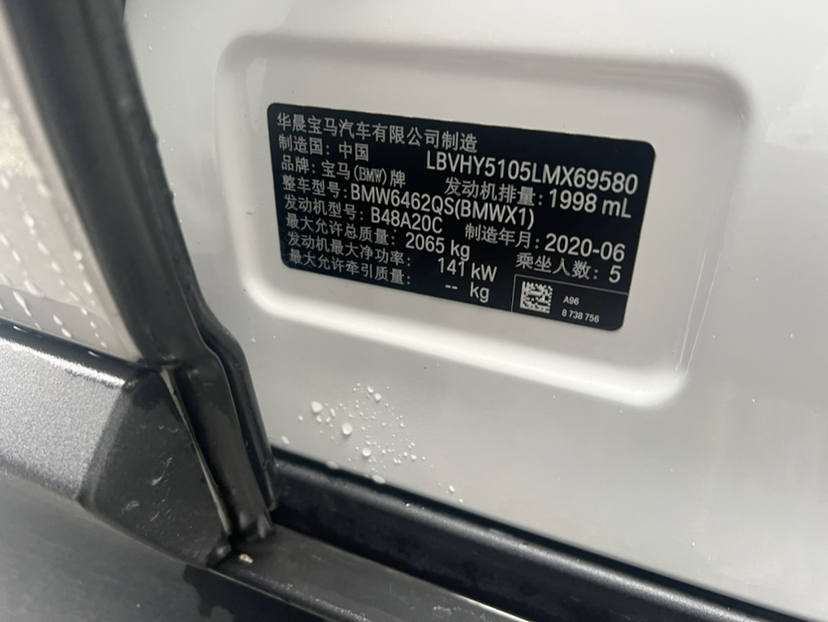 华晨宝马汽车有限公司制造
制造国: 中国 LBVHY5105LMX69580
品牌: 宝马(BMW)牌 发动机排量: 1998 mL
整车型号: BMW6462QS(BMWX1)
发动机型号: B48A20C 制造年月: 2020-06
最大允许总质量: 2065 kg 乘坐人数: 5
发动机最大净功率: 141 kW
最大允许牵引质量: -- kg
A96
8 738 756